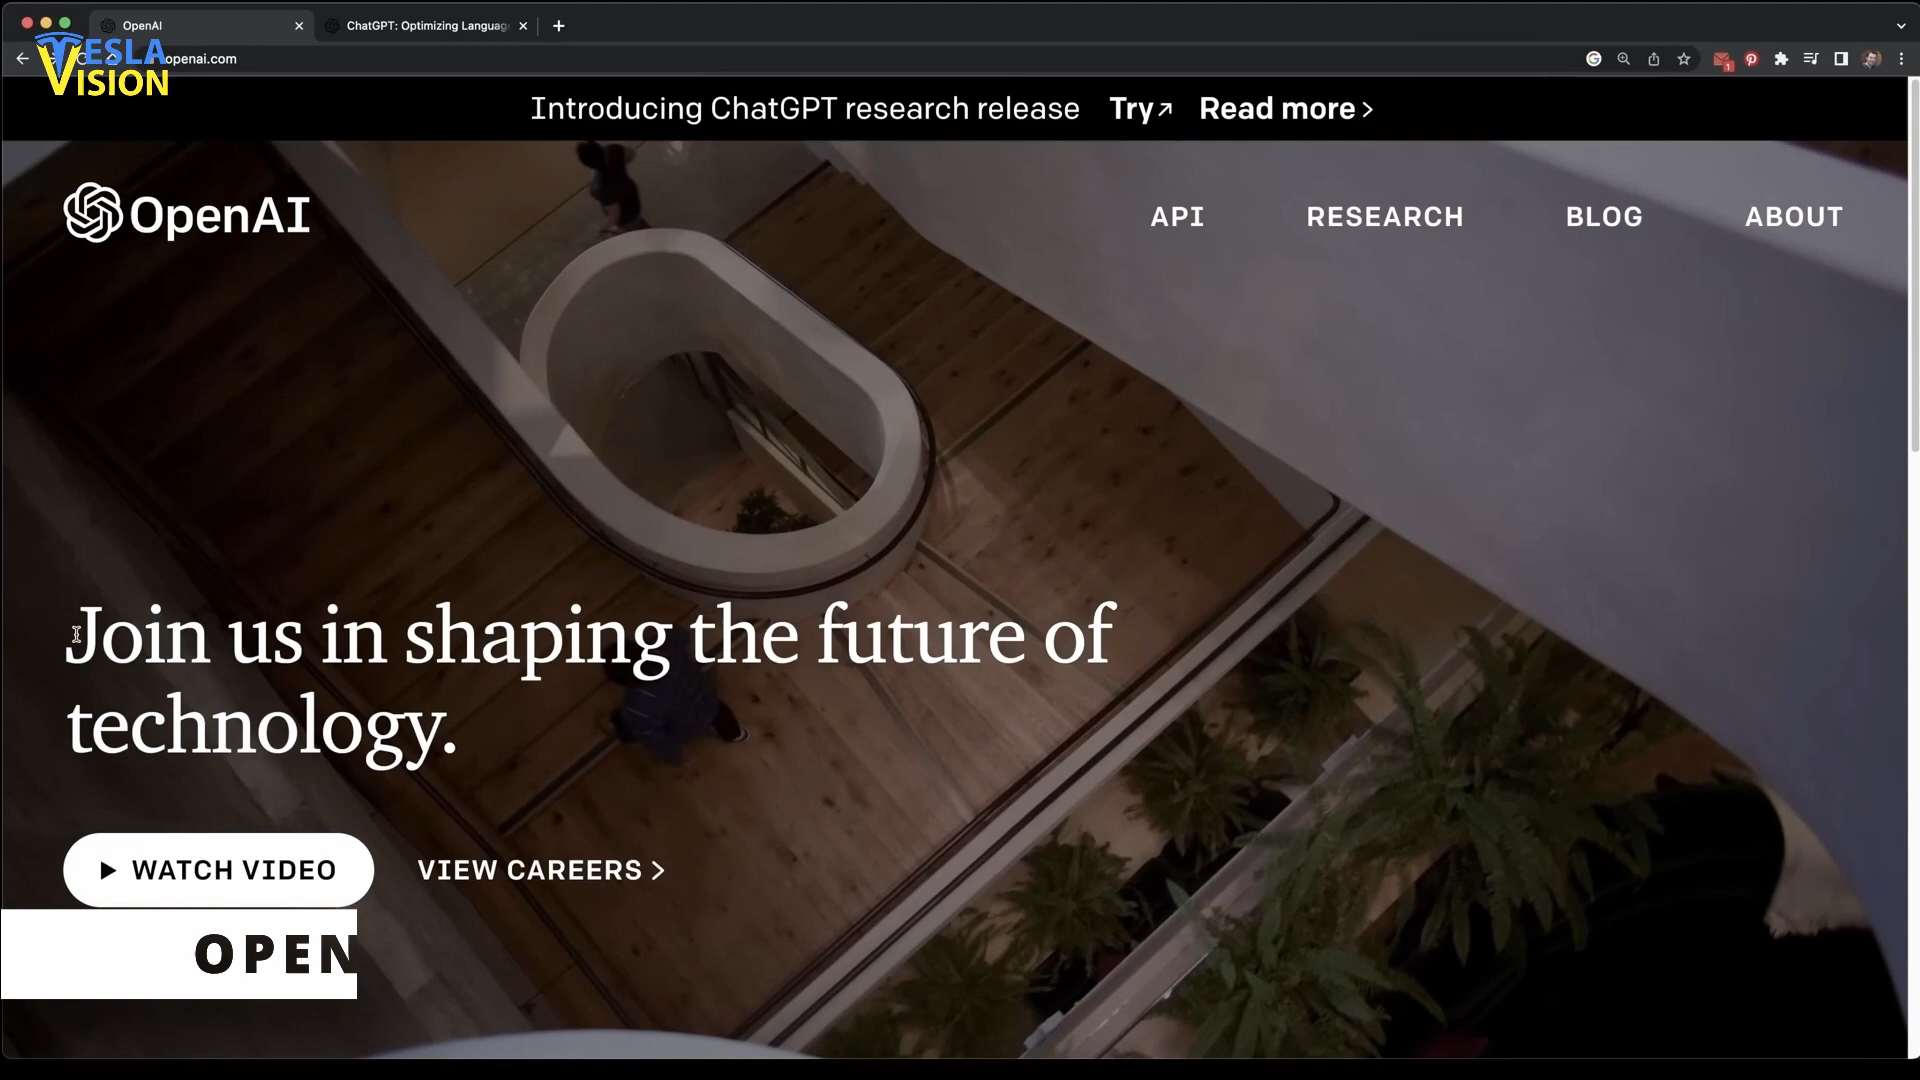 OpenAI
ChatGPT: Optimizing Languag
TESLA
VISION
openai.com
1
Introducing ChatGPT research release Try Read more
OpenAI
API RESEARCH BLOG ABOUT
Join us in shaping the future of
technology.
WATCH VIDEO VIEW CAREERS
OPEN